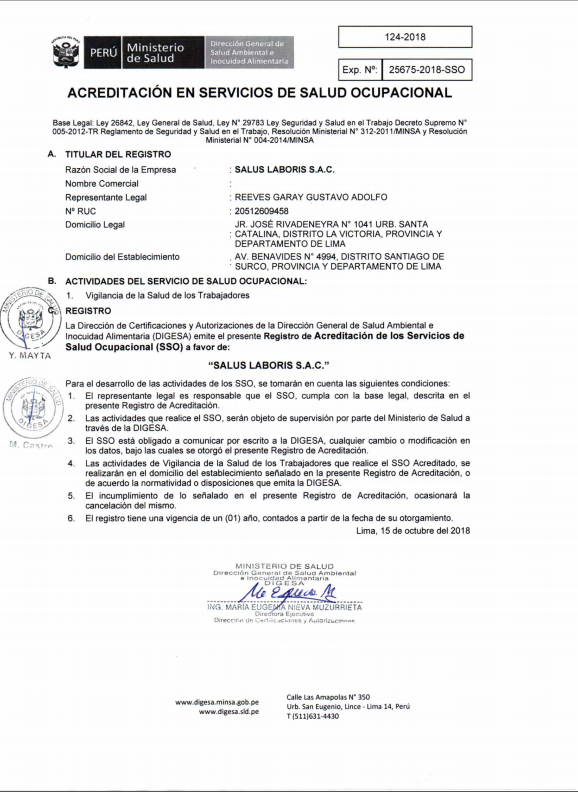 124-2018
PERÚ
Ministerio
de Salud
Dirección General de
Salud Ambiental e
Inocuidad Alimentaria
Exp. Nº: 25675-2018-SSO
ACREDITACIÓN EN SERVICIOS DE SALUD OCUPACIONAL
Base Legal: Ley 26842, Ley General de Salud, Ley N° 29783 Ley Seguridad y Salud en el Trabajo Decreto Supremo N°
005-2012-TR Reglamento de Seguridad y Salud en el Trabajo, Resolución Ministerial N° 312-2011/MINSA y Resolución
Ministerial N° 004-2014/MINSA
A. TITULAR DEL REGISTRO
Razón Social de la Empresa : SALUS LABORIS S.A.C.
Nombre Comercial :
Representante Legal : REEVES GARAY GUSTAVO ADOLFO
Nº RUC : 20512609458
Domicilio Legal : JR. JOSÉ RIVADENEYRA N° 1041 URB. SANTA
CATALINA, DISTRITO LA VICTORIA, PROVINCIA Y
DEPARTAMENTO DE LIMA
Domicilio del Establecimiento : AV. BENAVIDES N° 4994, DISTRITO SANTIAGO DE
SURCO, PROVINCIA Y DEPARTAMENTO DE LIMA
B. ACTIVIDADES DEL SERVICIO DE SALUD OCUPACIONAL:
1. Vigilancia de la Salud de los Trabajadores
C. REGISTRO
La Dirección de Certificaciones y Autorizaciones de la Dirección General de Salud Ambiental e
Inocuidad Alimentaria (DIGESA) emite el presente Registro de Acreditación de los Servicios de
Salud Ocupacional (SSO) a favor de:
DIGESA
Y. MAYTA
"SALUS LABORIS S.A.C."
Para el desarrollo de las actividades de los SSO, se tomarán en cuenta las siguientes condiciones:
1. El representante legal es responsable que el SSO, cumpla con la base legal, descrita en el
presente Registro de Acreditación.
2. Las actividades que realice el SSO, serán objeto de supervisión por parte del Ministerio de Salud a
través de la DIGESA.
3. El SSO está obligado a comunicar por escrito a la DIGESA, cualquier cambio o modificación en
los datos, bajo las cuales se otorgó el presente Registro de Acreditación.
4. Las actividades de Vigilancia de la Salud de los Trabajadores que realice el SSO Acreditado, se
realizarán en el domicilio del establecimiento señalado en la presente Registro de Acreditación, o
de acuerdo la normatividad o disposiciones que emita la DIGESA.
5. El incumplimiento de lo señalado en el presente Registro de Acreditación, ocasionará la
cancelación del mismo.
6. El registro tiene una vigencia de un (01) año, contados a partir de la fecha de su otorgamiento.
DIGESA
M. Castro
Lima, 15 de octubre del 2018
MINISTERIO DE SALUD
Dirección General de Salud Ambiental
e Inocuidad Alimentaria
DIGESA
ING. MARIA EUGENIA NIEVA MUZURRIETA
Directora Ejecutiva
Dirección de Certificaciones y Autorizaciones
www.digesa.minsa.gob.pe
www.digesa.sld.pe
Calle Las Amapolas N° 350
Urb. San Eugenio, Lince - Lima 14, Perú
T (511)631-4430